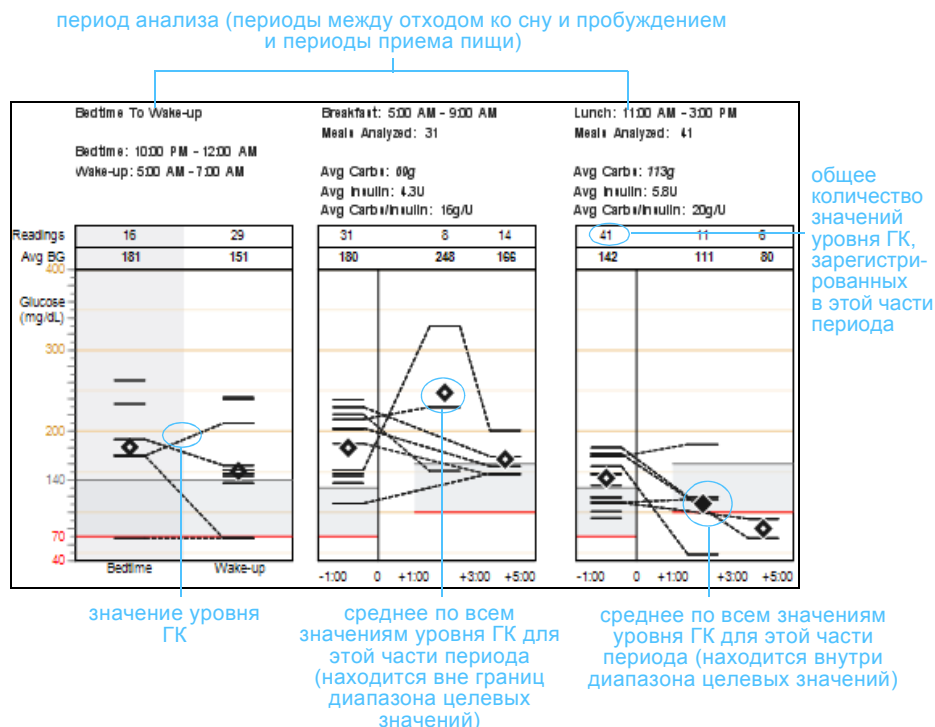 период анализа (периоды между отходом ко сну и пробуждением
и периоды приема пищи)
Bedtime To Wake-up
Bedtime: 10:00 PM - 12:00 AM
Wake-up: 5:00 AM - 7:00 AM
Breakfast: 5:00 AM - 9:00 AM
Meals Analyzed: 31
Avg Carbs: 69g
Avg Insulin: 4.3U
Avg Carbs/Insulin: 16g/U
Lunch: 11:00 AM - 3:00 PM
Meals Analyzed: 41
Avg Carbs: 113g
Avg Insulin: 5.8U
Avg Carbs/Insulin: 20g/U
общее
количество
значений
уровня ГК,
зарегистри-
рованных
в этой части
периода
Readings 16 29 31 8 14 41 11 6
Avg BG 181 151 180 248 166 142 111 80
400
Glucose
(mg/dL)
300
200
140
70
40
Bedtime Wake-up
-1:00 0 +1:00 +3:00 +5:00
-1:00 0 +1:00 +3:00 +5:00
значение уровня
ГК
среднее по всем
значениям уровня ГК для
этой части периода
(находится вне границ
диапазона целевых
значений)
среднее по всем значениям
уровня ГК для этой части
периода (находится внутри
диапазона целевых значений)